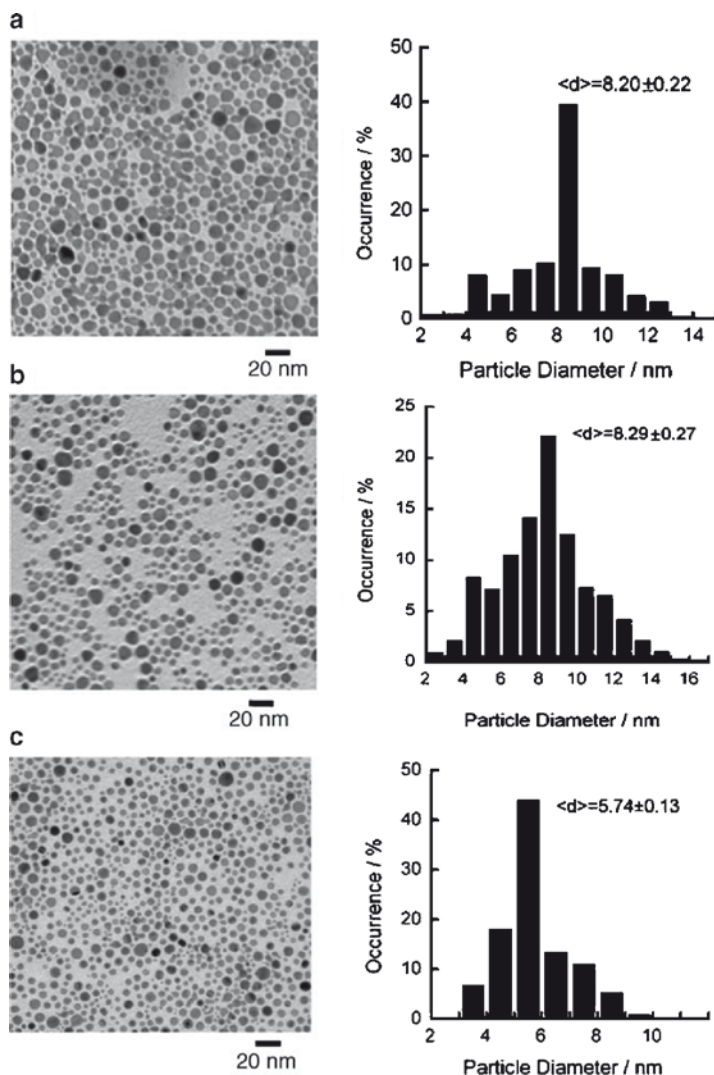 a
50
40
30
20
10
0
Occurrence / %
<d>=8.20±0.22
2 4 6 8 10 12 14
Particle Diameter / nm
20 nm
b
25
20
15
10
5
0
Occurrence / %
<d>=8.29±0.27
2 4 6 8 10 12 14 16
Particle Diameter / nm
20 nm
c
50
40
30
20
10
0
Occurrence / %
<d>=5.74±0.13
2 4 6 8 10
Particle Diameter / nm
20 nm